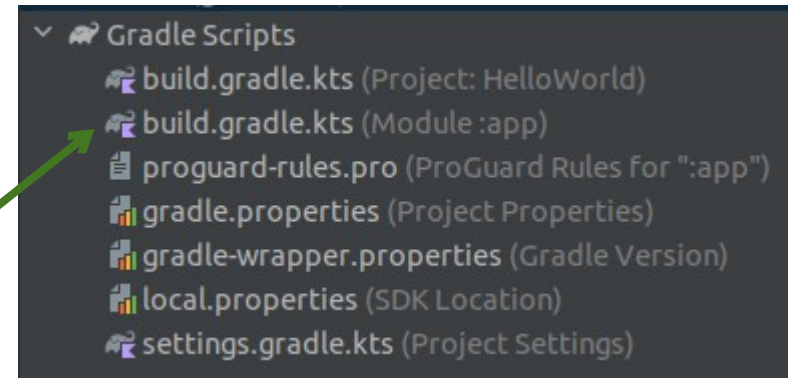 Gradle Scripts
build.gradle.kts (Project: HelloWorld)
build.gradle.kts (Module :app)
proguard-rules.pro (ProGuard Rules for ":app")
gradle.properties (Project Properties)
gradle-wrapper.properties (Gradle Version)
local.properties (SDK Location)
settings.gradle.kts (Project Settings)